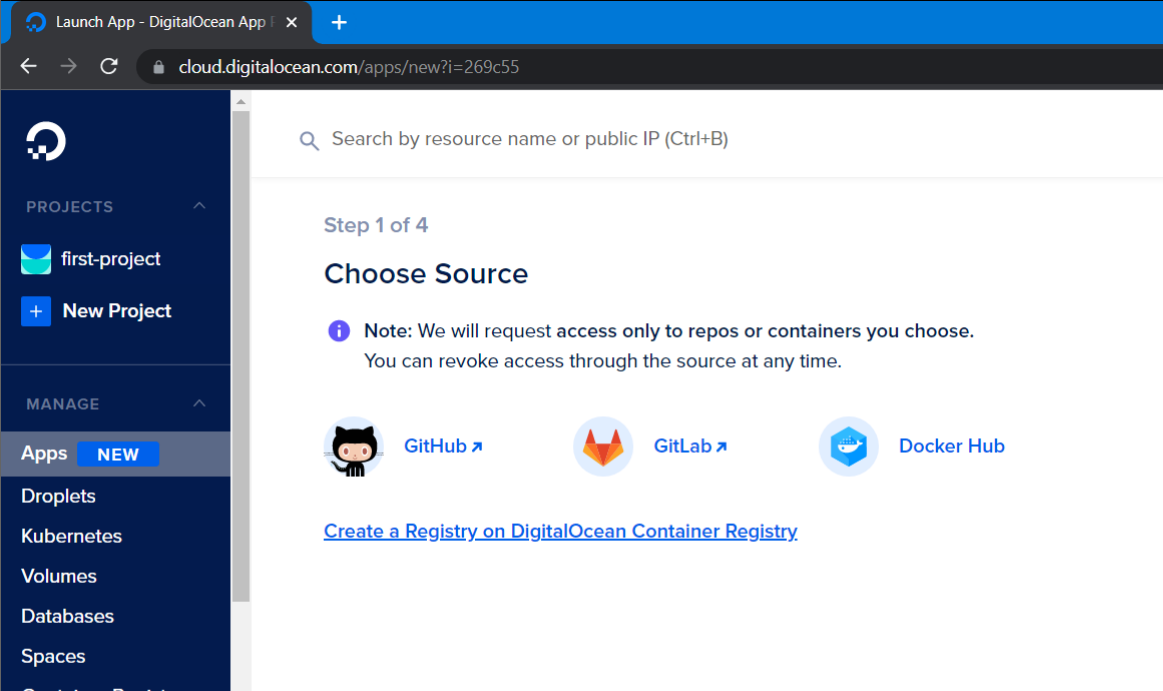 Launch App - DigitalOcean App
cloud.digitalocean.com/apps/new?i=269c55
Search by resource name or public IP (Ctrl+B)
PROJECTS
first-project
New Project
MANAGE
Apps NEW
Droplets
Kubernetes
Volumes
Databases
Spaces
Step 1 of 4
Choose Source
Note: We will request access only to repos or containers you choose.
You can revoke access through the source at any time.
GitHub
GitLab
Docker Hub
Create a Registry on DigitalOcean Container Registry